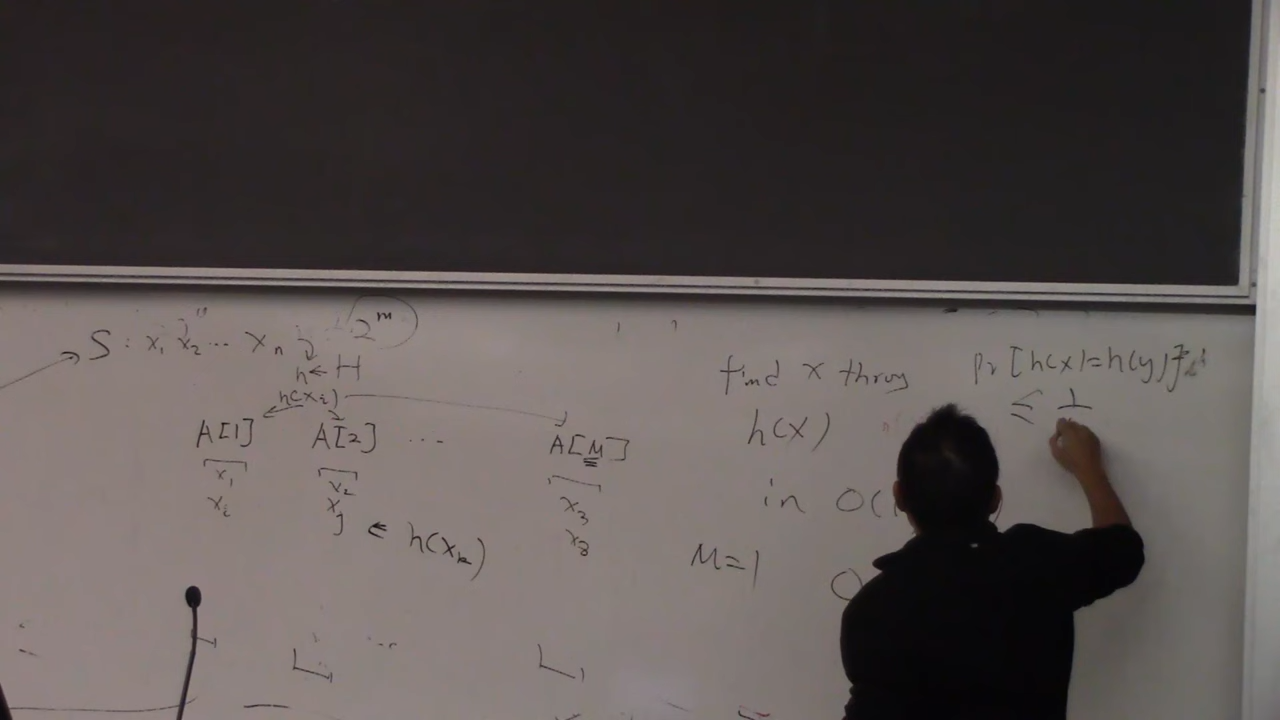 S : x₁ x₂ ... xₙ
2^m
h ← H
h(xᵢ)
A[1] A[2] ... A[M]
x₁ x₂ x₃
xᵢ xⱼ x₈
← h(xₖ)
find x
h(x)
in O(
M=1
Pr[h(x)=h(y)]
≤ 1